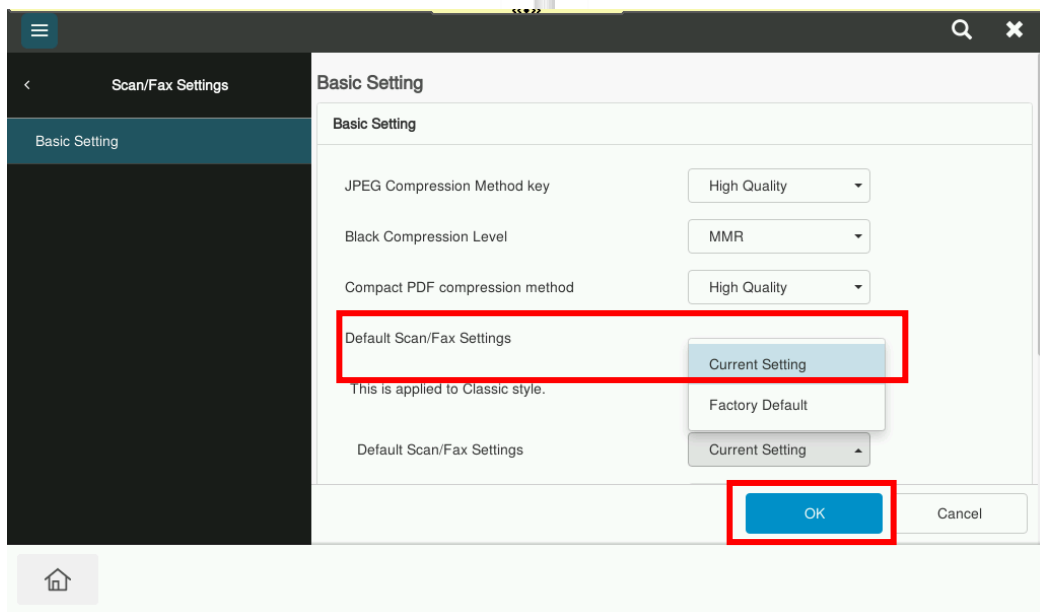 Scan/Fax Settings
Basic Setting
Basic Setting
Basic Setting
JPEG Compression Method key
High Quality
Black Compression Level
MMR
Compact PDF compression method
High Quality
Default Scan/Fax Settings
Current Setting
This is applied to Classic style.
Factory Default
Default Scan/Fax Settings
Current Setting
OK
Cancel